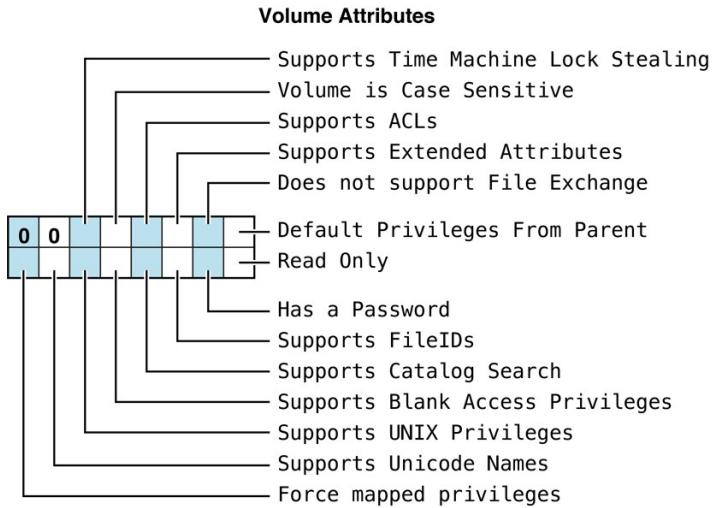 Volume Attributes
Supports Time Machine Lock Stealing
Volume is Case Sensitive
Supports ACLs
Supports Extended Attributes
Does not support File Exchange
0 0
Default Privileges From Parent
Read Only
Has a Password
Supports FileIDs
Supports Catalog Search
Supports Blank Access Privileges
Supports UNIX Privileges
Supports Unicode Names
Force mapped privileges